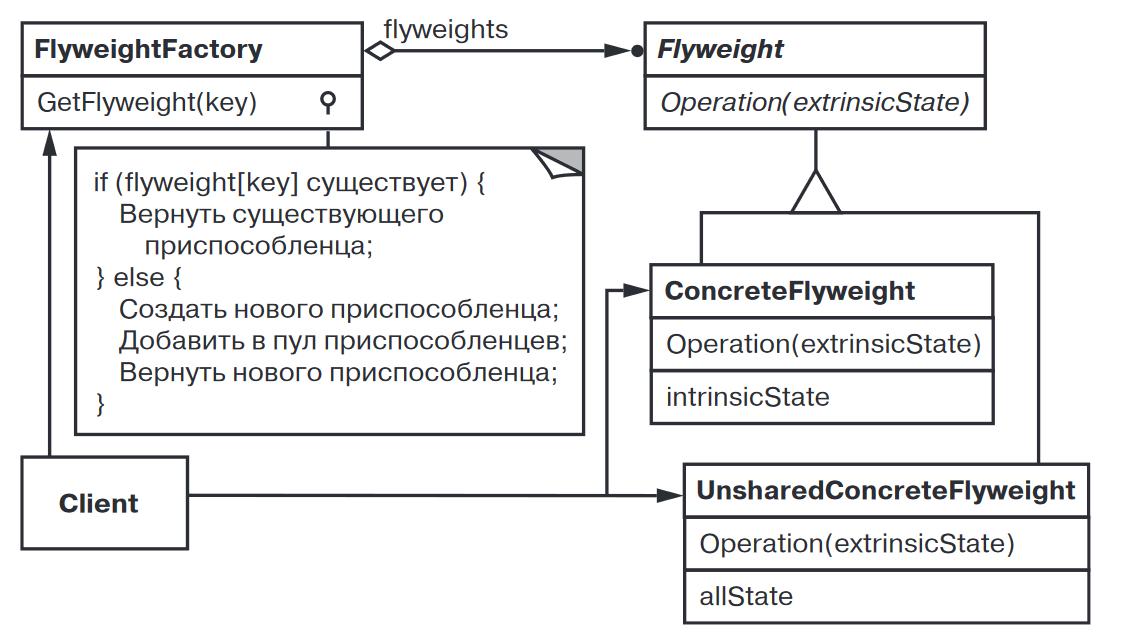 FlyweightFactory
GetFlyweight(key)
flyweights
Flyweight
Operation(extrinsicState)
if (flyweight[key] существует) {
Вернуть существующего
приспособленца;
} else {
Создать нового приспособленца;
Добавить в пул приспособленцев;
Вернуть нового приспособленца;
}
ConcreteFlyweight
Operation(extrinsicState)
intrinsicState
Client
UnsharedConcreteFlyweight
Operation(extrinsicState)
allState